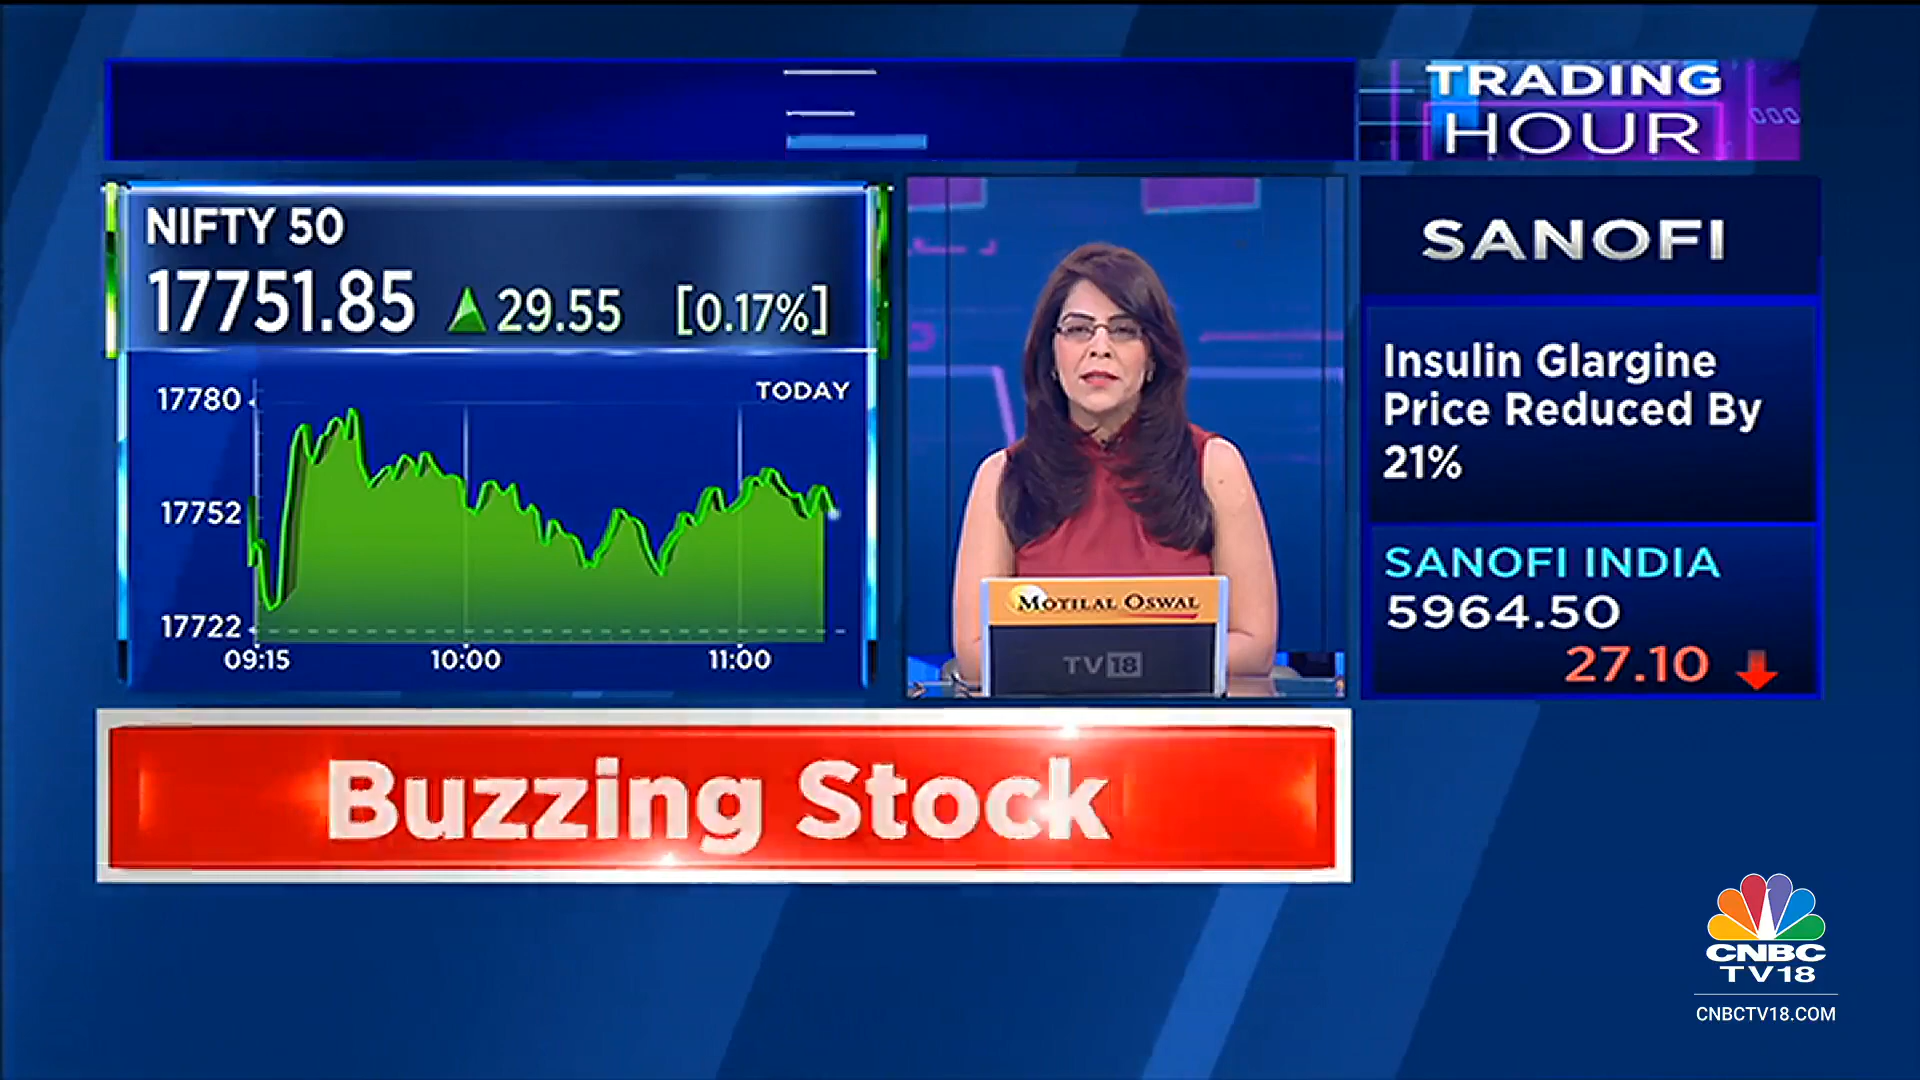 TRADING
HOUR
NIFTY 50
17751.85 ▲ 29.55 [0.17%]
TODAY
17780
17752
17722
09:15 10:00 11:00
MOTILAL OSWAL
TV18
SANOFI
Insulin Glargine
Price Reduced By
21%
SANOFI INDIA
5964.50
27.10
Buzzing Stock
CNBC
TV18
CNBCTV18.COM
000